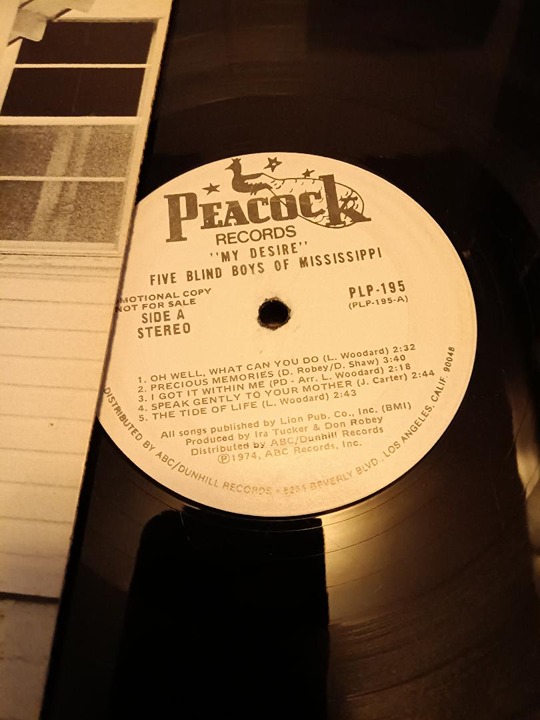 PEACOCK
RECORDS
"MY DESIRE"
FIVE BLIND BOYS OF MISSISSIPPI
MOTIONAL COPY
NOT FOR SALE
SIDE A
STEREO
PLP-195
(PLP-195-A)
1. OH WELL, WHAT CAN YOU DO (L. Woodard) 2:32
2. PRECIOUS MEMORIES (D. Robey/D. Shaw) 3:40
3. I GOT IT WITHIN ME (PD - Arr. L. Woodard) 2:18
4. SPEAK GENTLY TO YOUR MOTHER (J. Carter) 2:44
5. THE TIDE OF LIFE (L. Woodard) 2:43
All songs published by Lion Pub. Co., Inc. (BMI)
Produced by Ira Tucker & Don Robey
Distributed by ABC/Dunhill Records
℗1974, ABC Records, Inc.
DISTRIBUTED BY ABC/DUNHILL RECORDS · 8255 BEVERLY BLVD., LOS ANGELES, CALIF. 90048